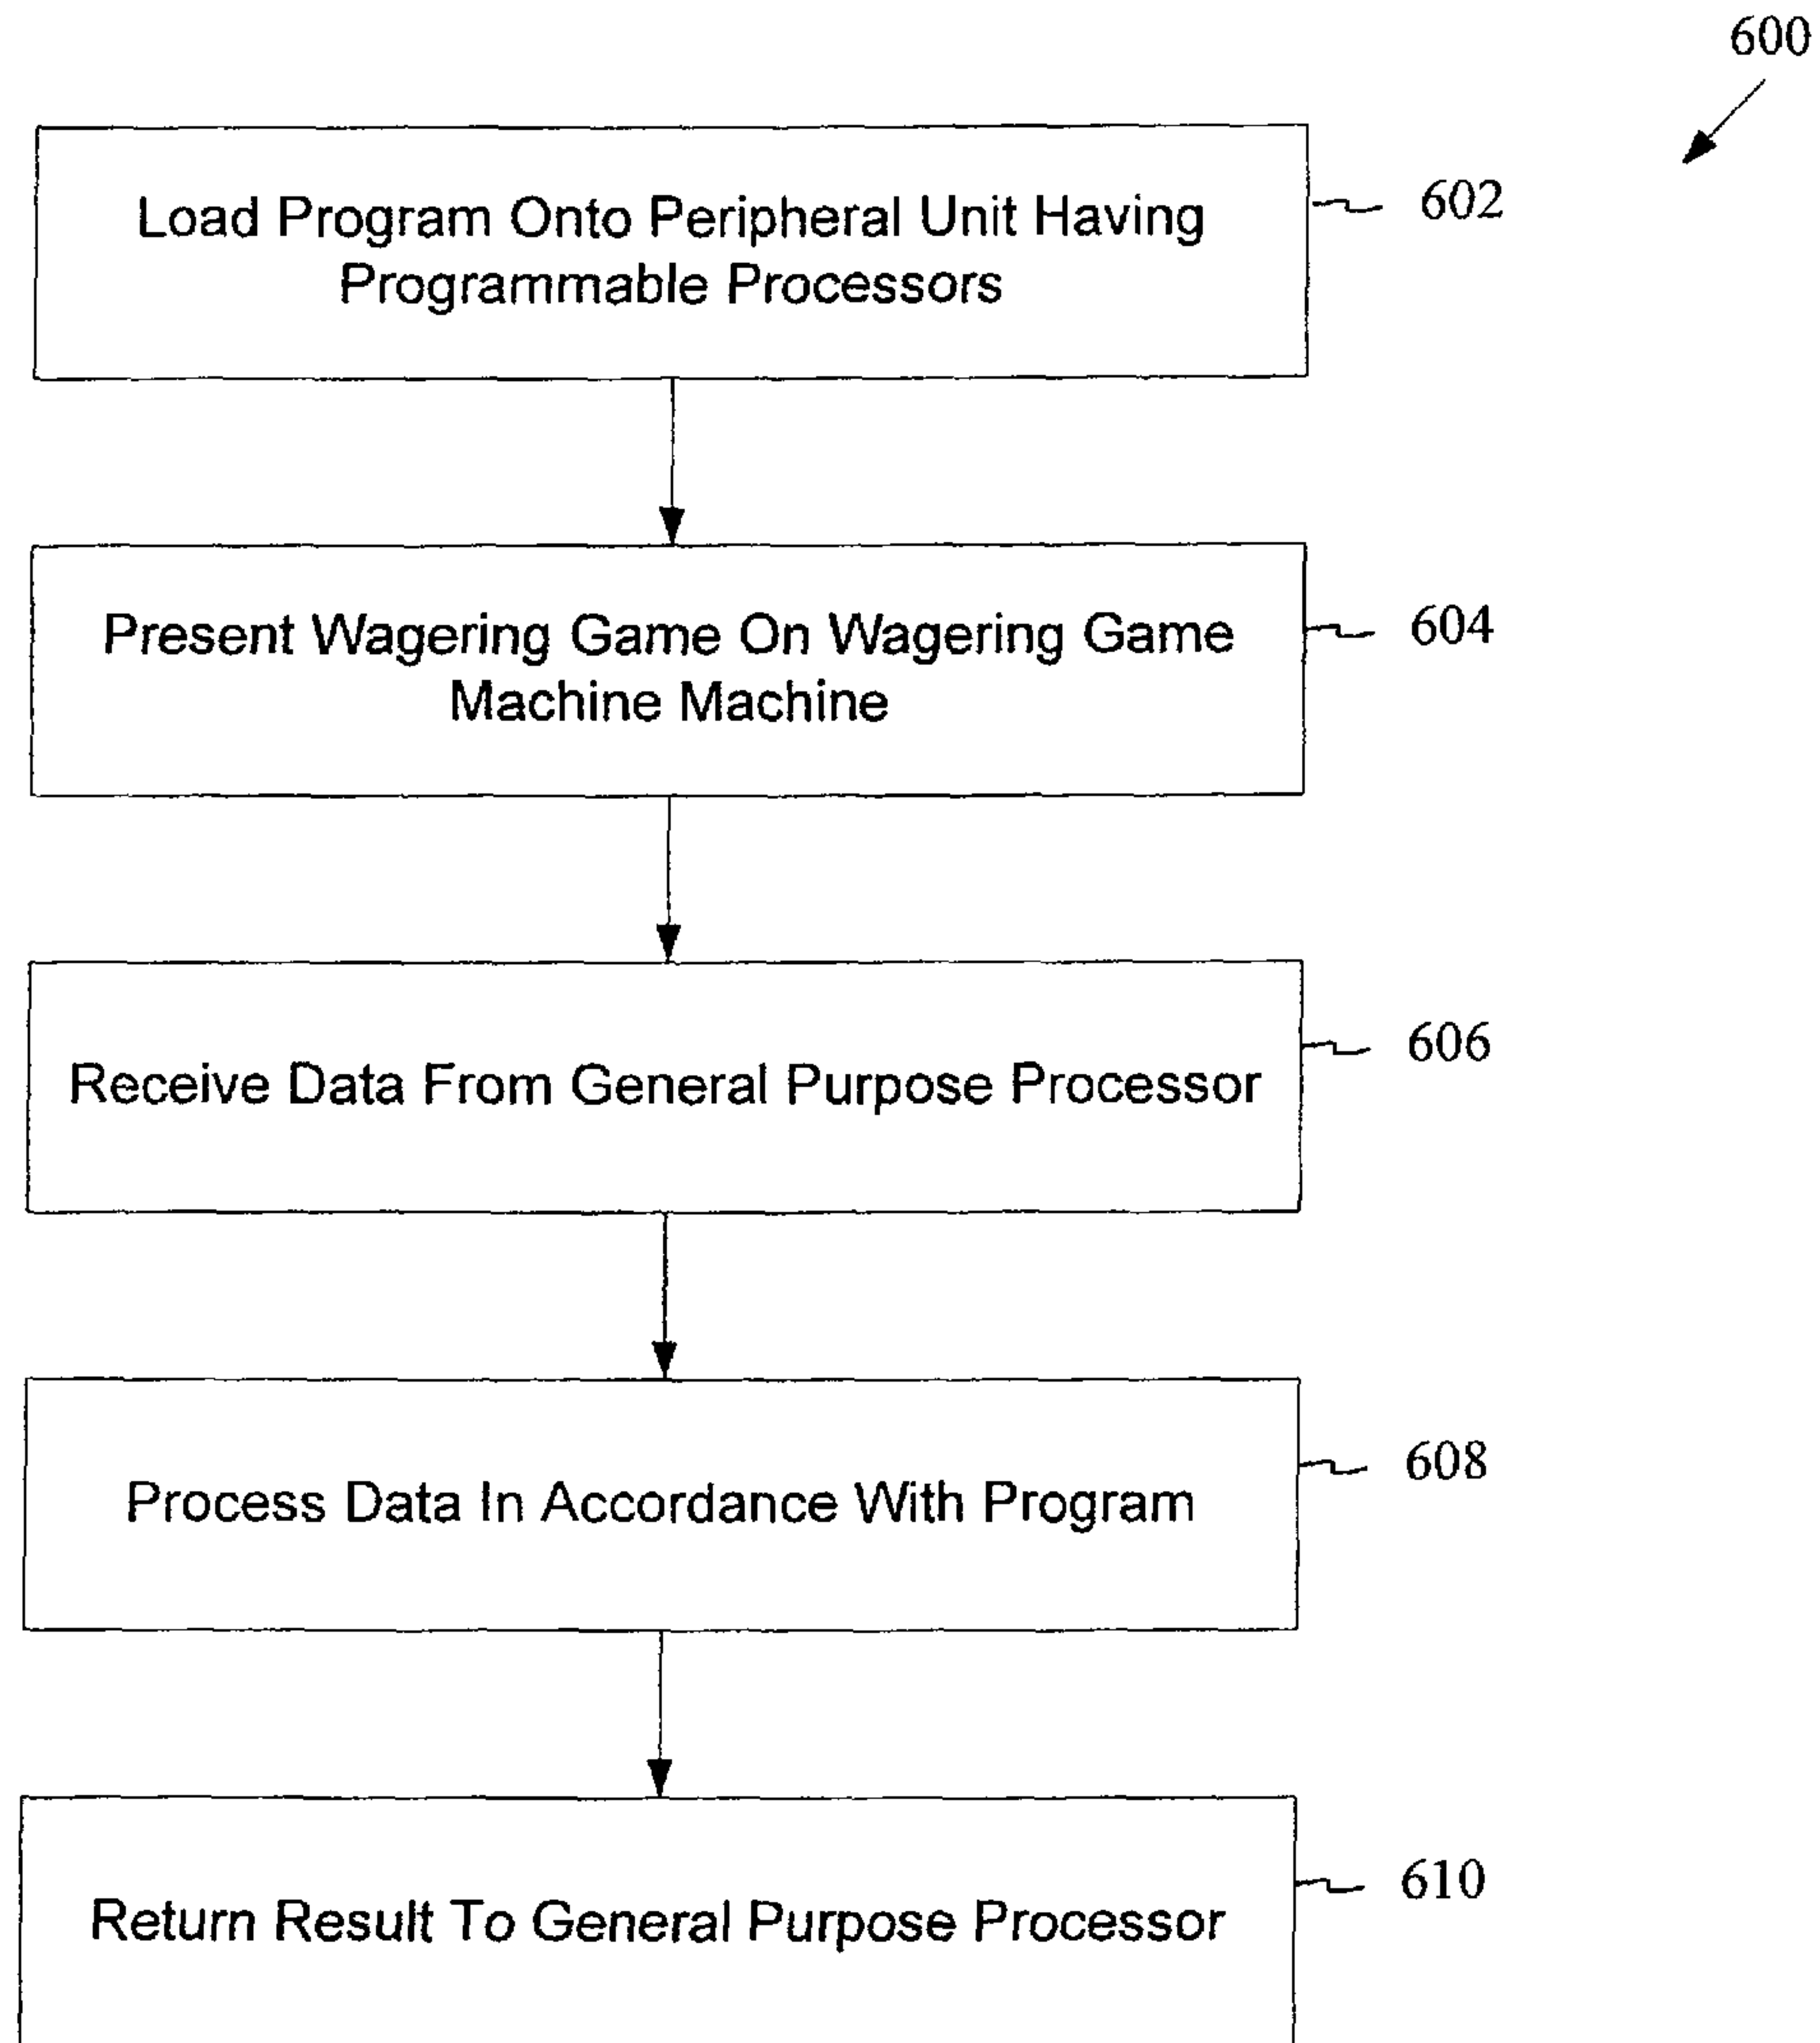 600
Load Program Onto Peripheral Unit Having
Programmable Processors
602
Present Wagering Game On Wagering Game
Machine Machine
604
Receive Data From General Purpose Processor
606
Process Data In Accordance With Program
608
Return Result To General Purpose Processor
610